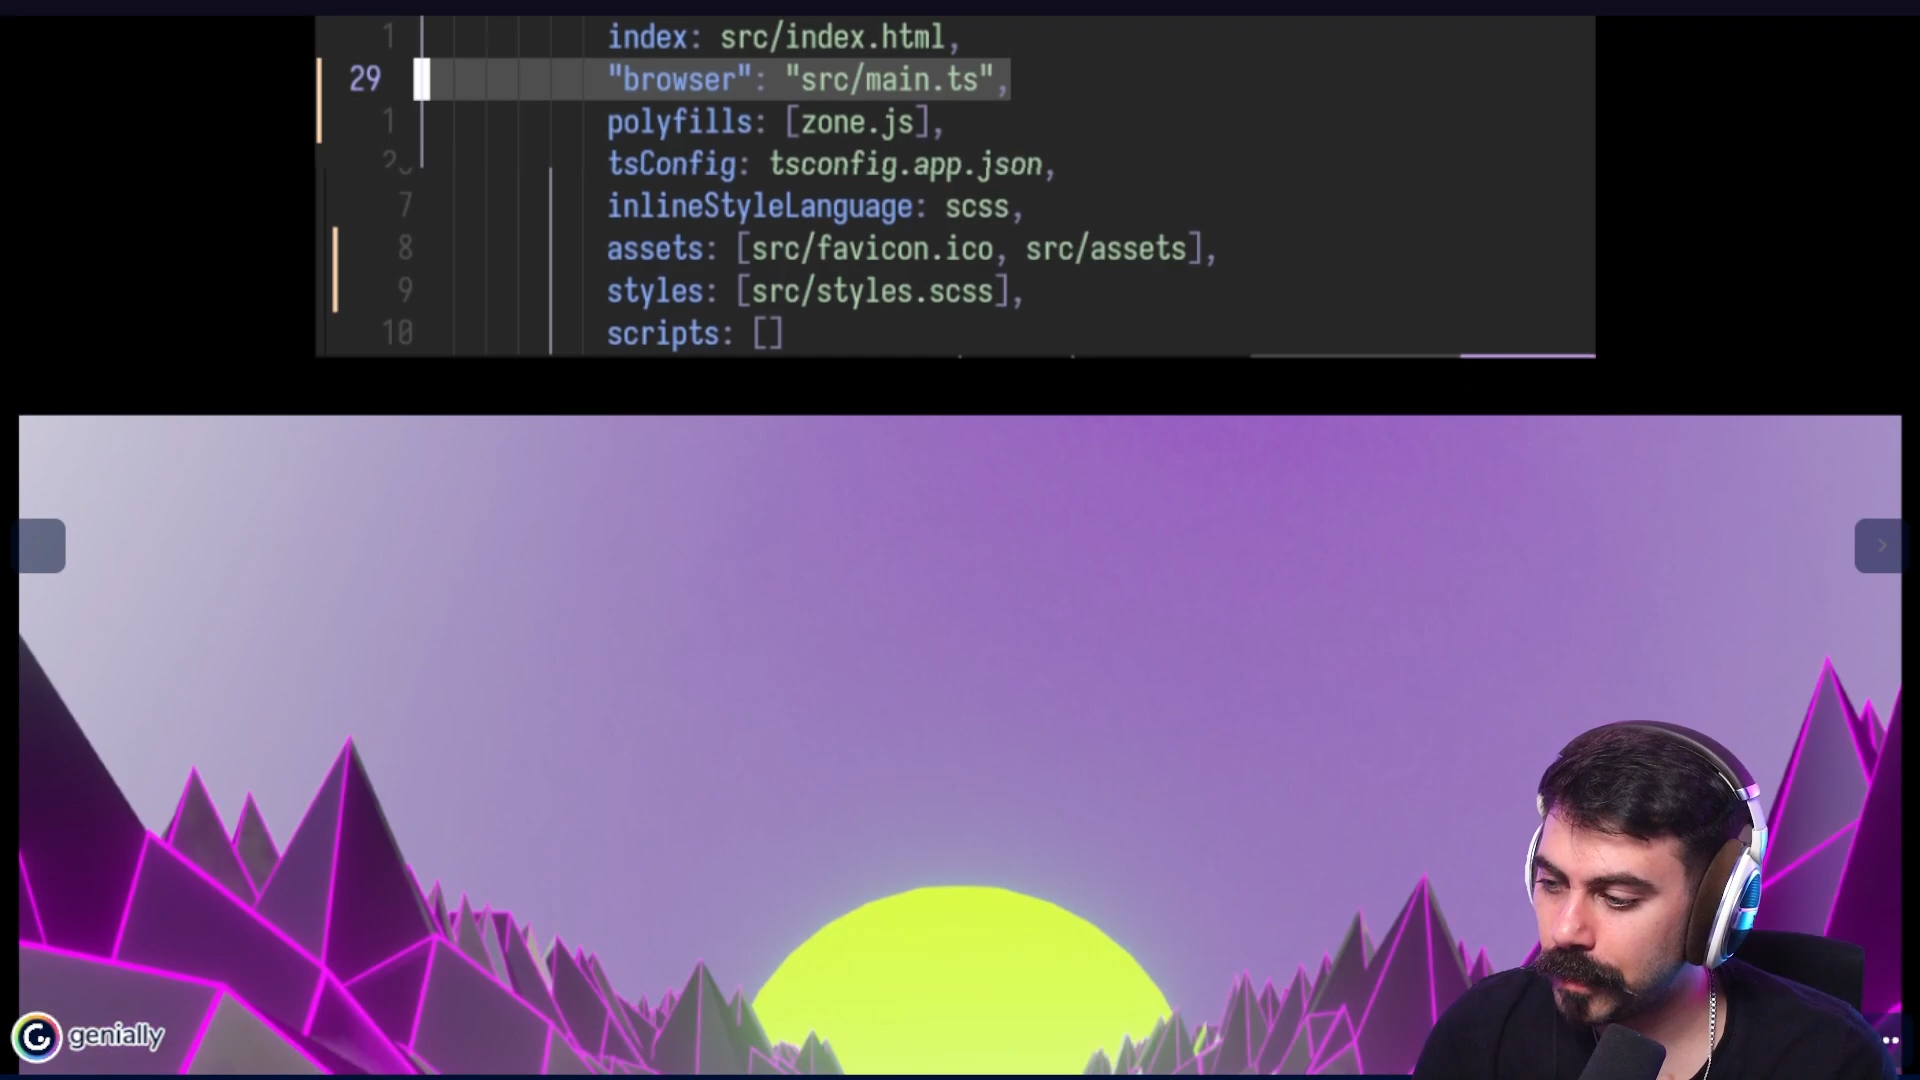 1 index: src/index.html,
29 "browser": "src/main.ts",
1 polyfills: [zone.js],
tsConfig: tsconfig.app.json,
7 inlineStyleLanguage: scss,
8 assets: [src/favicon.ico, src/assets],
9 styles: [src/styles.scss],
10 scripts: []
genially